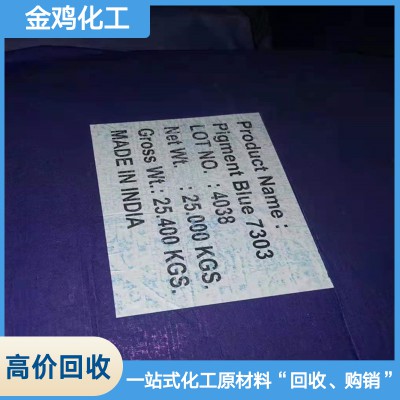 金鸡化工
Product Name :
Pigment Blue 7303
LOT NO. : 4038
Net Wt. : 25.000 KGS.
Gross Wt.: 25.400 KGS.
MADE IN INDIA
高价回收
一站式化工原材料“回收、购销”